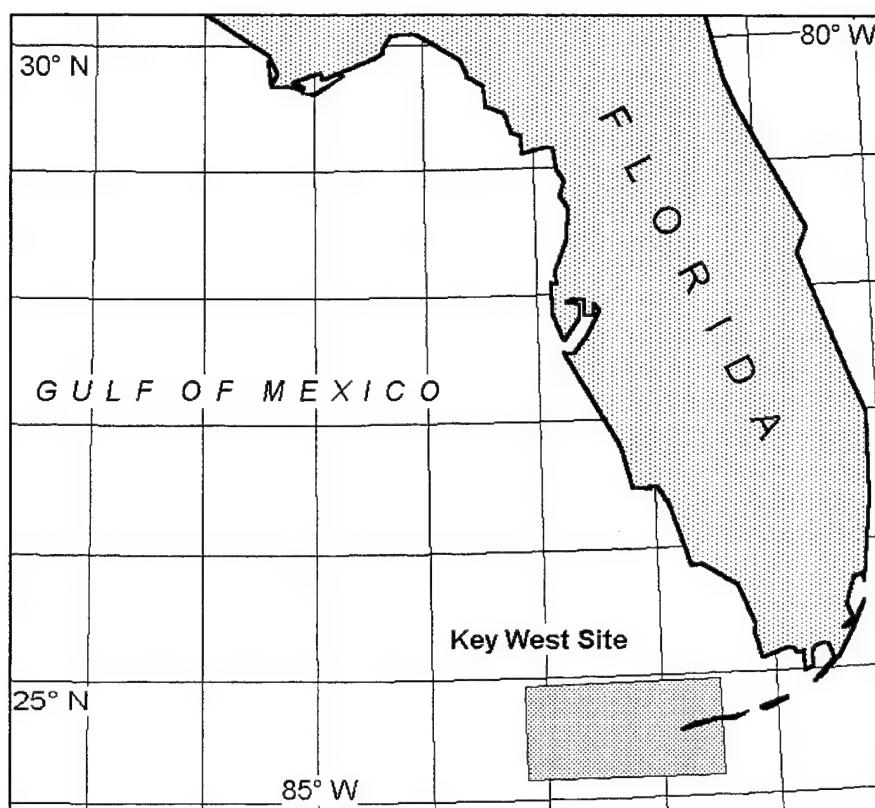 80° W
30° N
FLORIDA
GULF OF MEXICO
Key West Site
25° N
85° W